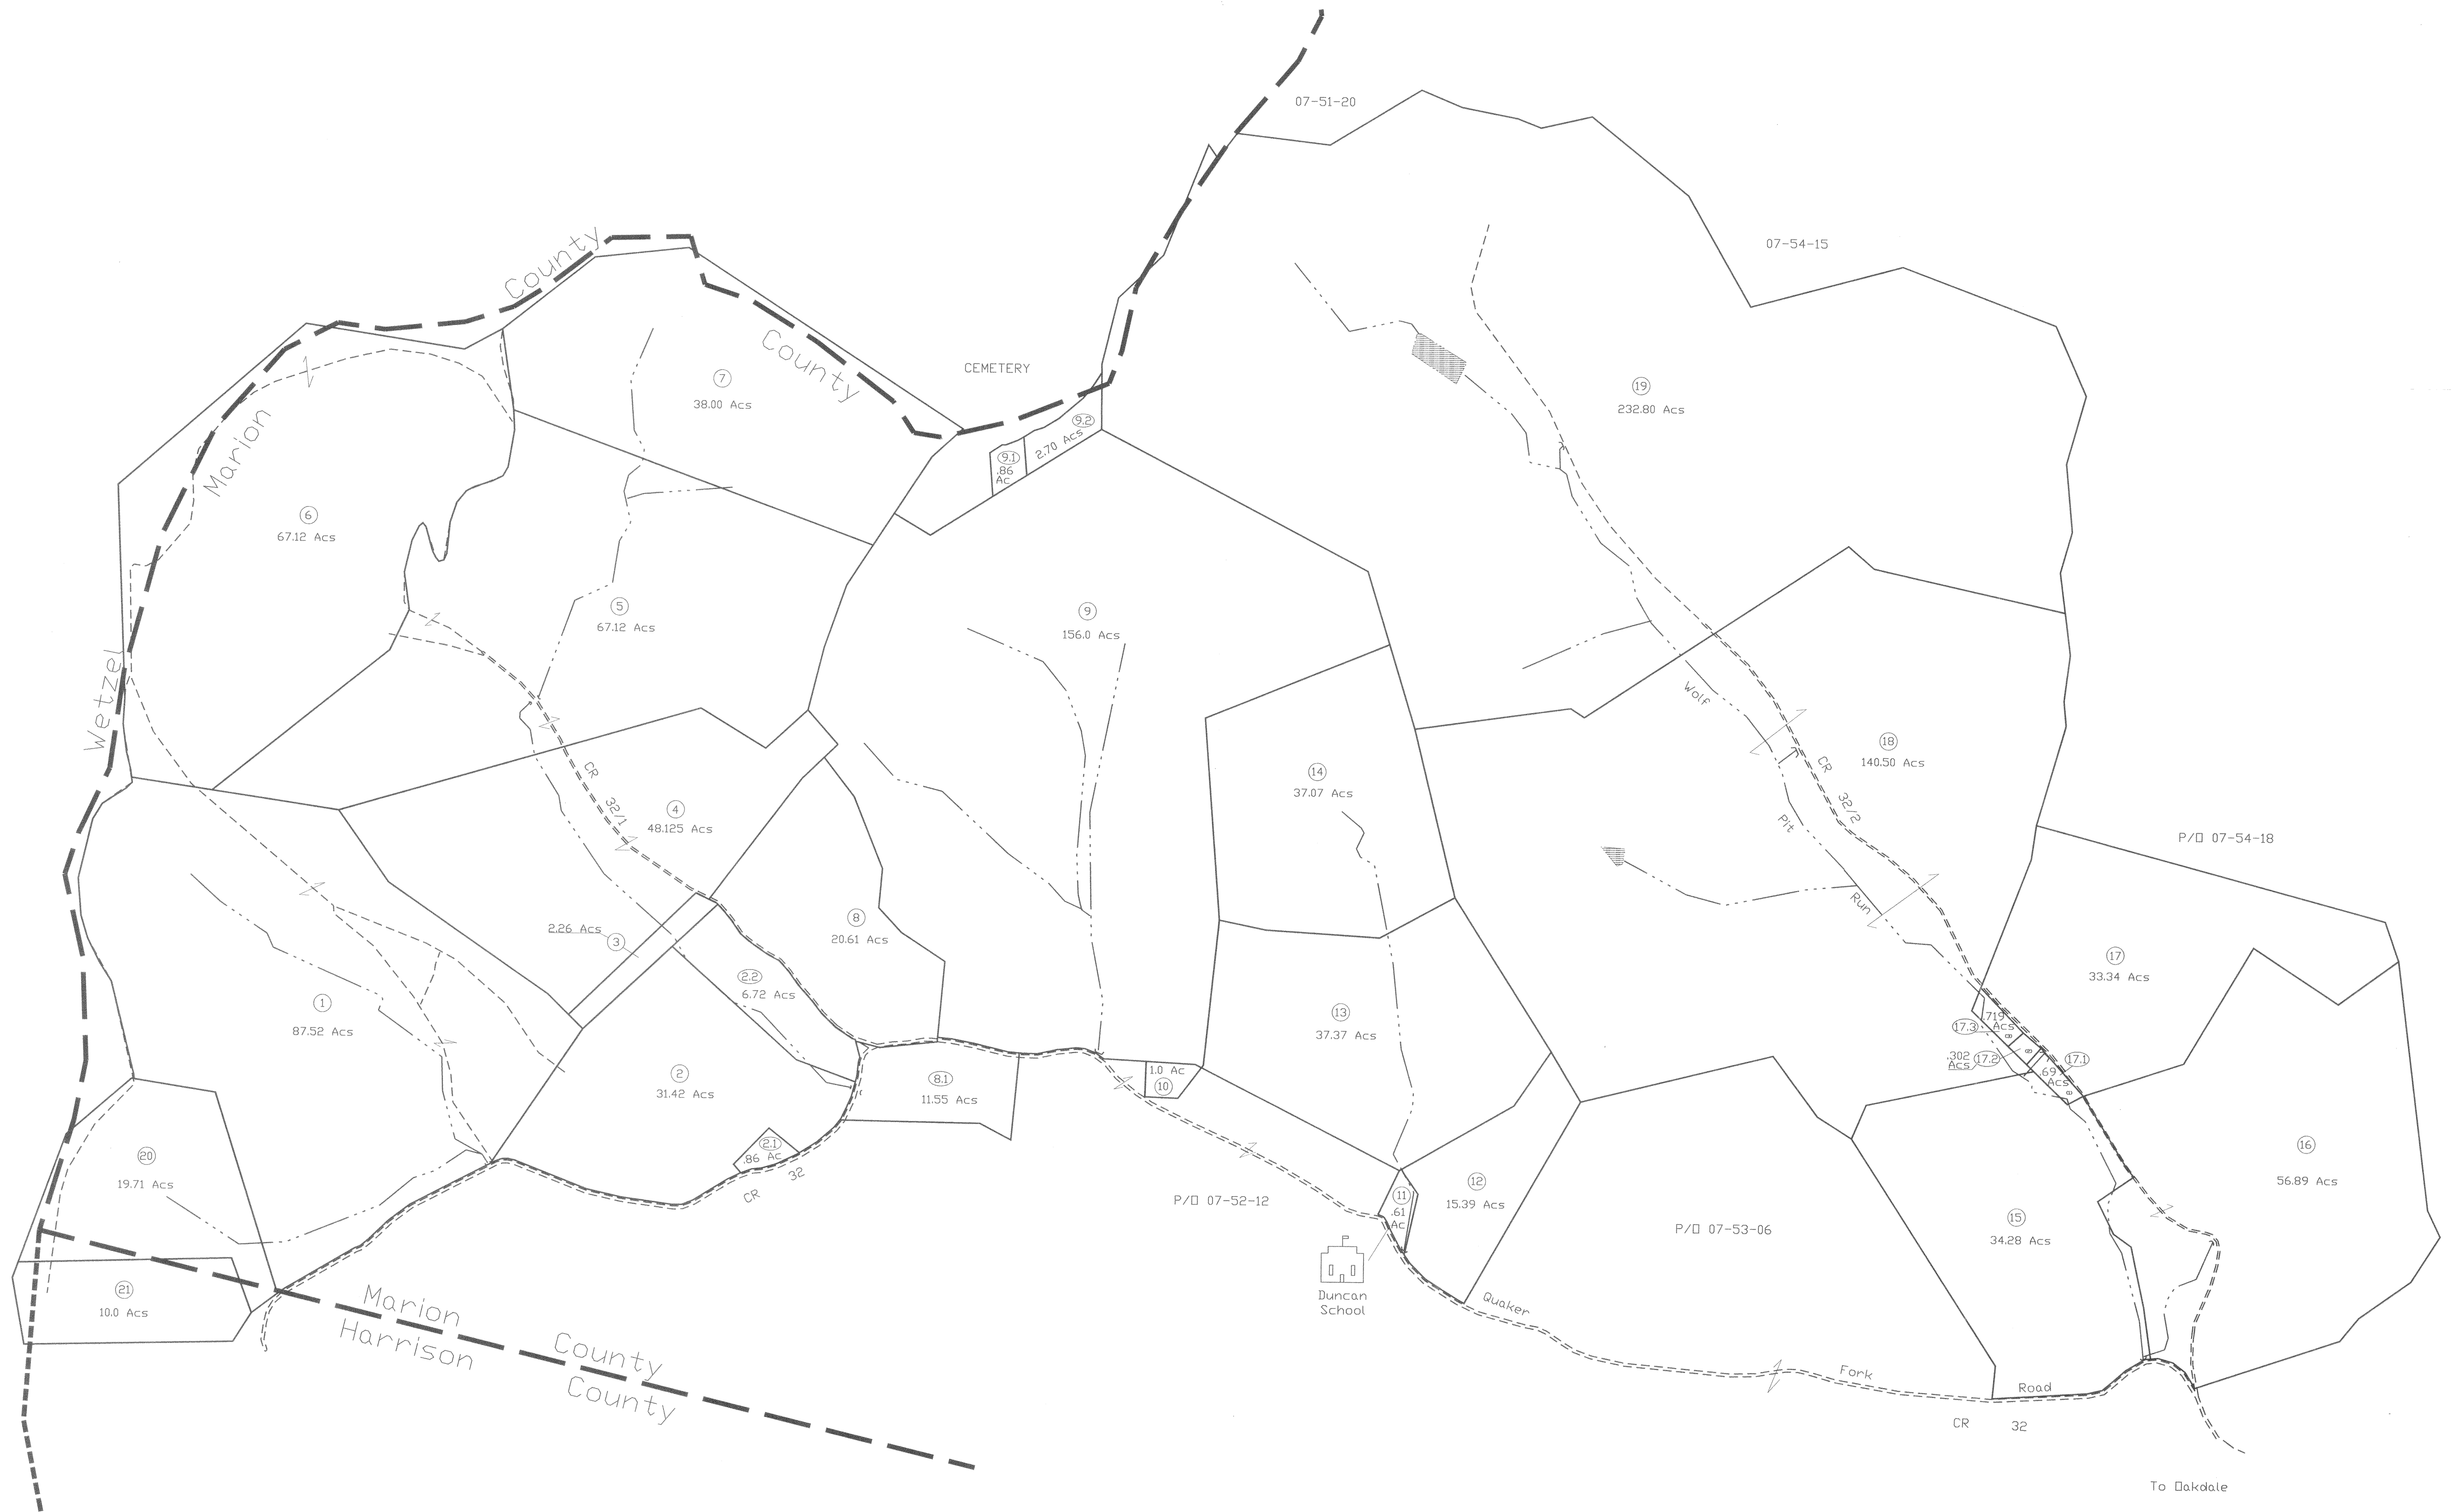 07-51-20
07-54-15
County
County
CEMETERY
Marion
Wetzel
7
38.00 Acs
19
232.80 Acs
9.2
2.70 Acs
9.1
.86
Ac
6
67.12 Acs
5
67.12 Acs
9
156.0 Acs
Wolf
Pit
Run
CR
32/2
18
140.50 Acs
14
37.07 Acs
CR
32/1
4
48.125 Acs
P/O 07-54-18
2.26 Acs
3
8
20.61 Acs
17
33.34 Acs
2.2
6.72 Acs
1
87.52 Acs
13
37.37 Acs
17.3
.719
Acs
.302
Acs
17.2
17.1
.69
Acs
2
31.42 Acs
8.1
11.55 Acs
1.0 Ac
10
2.1
.86 Ac
CR 32
20
19.71 Acs
16
56.89 Acs
11
.61
Ac
12
15.39 Acs
P/O 07-52-12
P/O 07-53-06
15
34.28 Acs
21
10.0 Acs
Duncan
School
Quaker
Fork
Road
CR 32
Marion
County
Harrison
County
To Oakdale